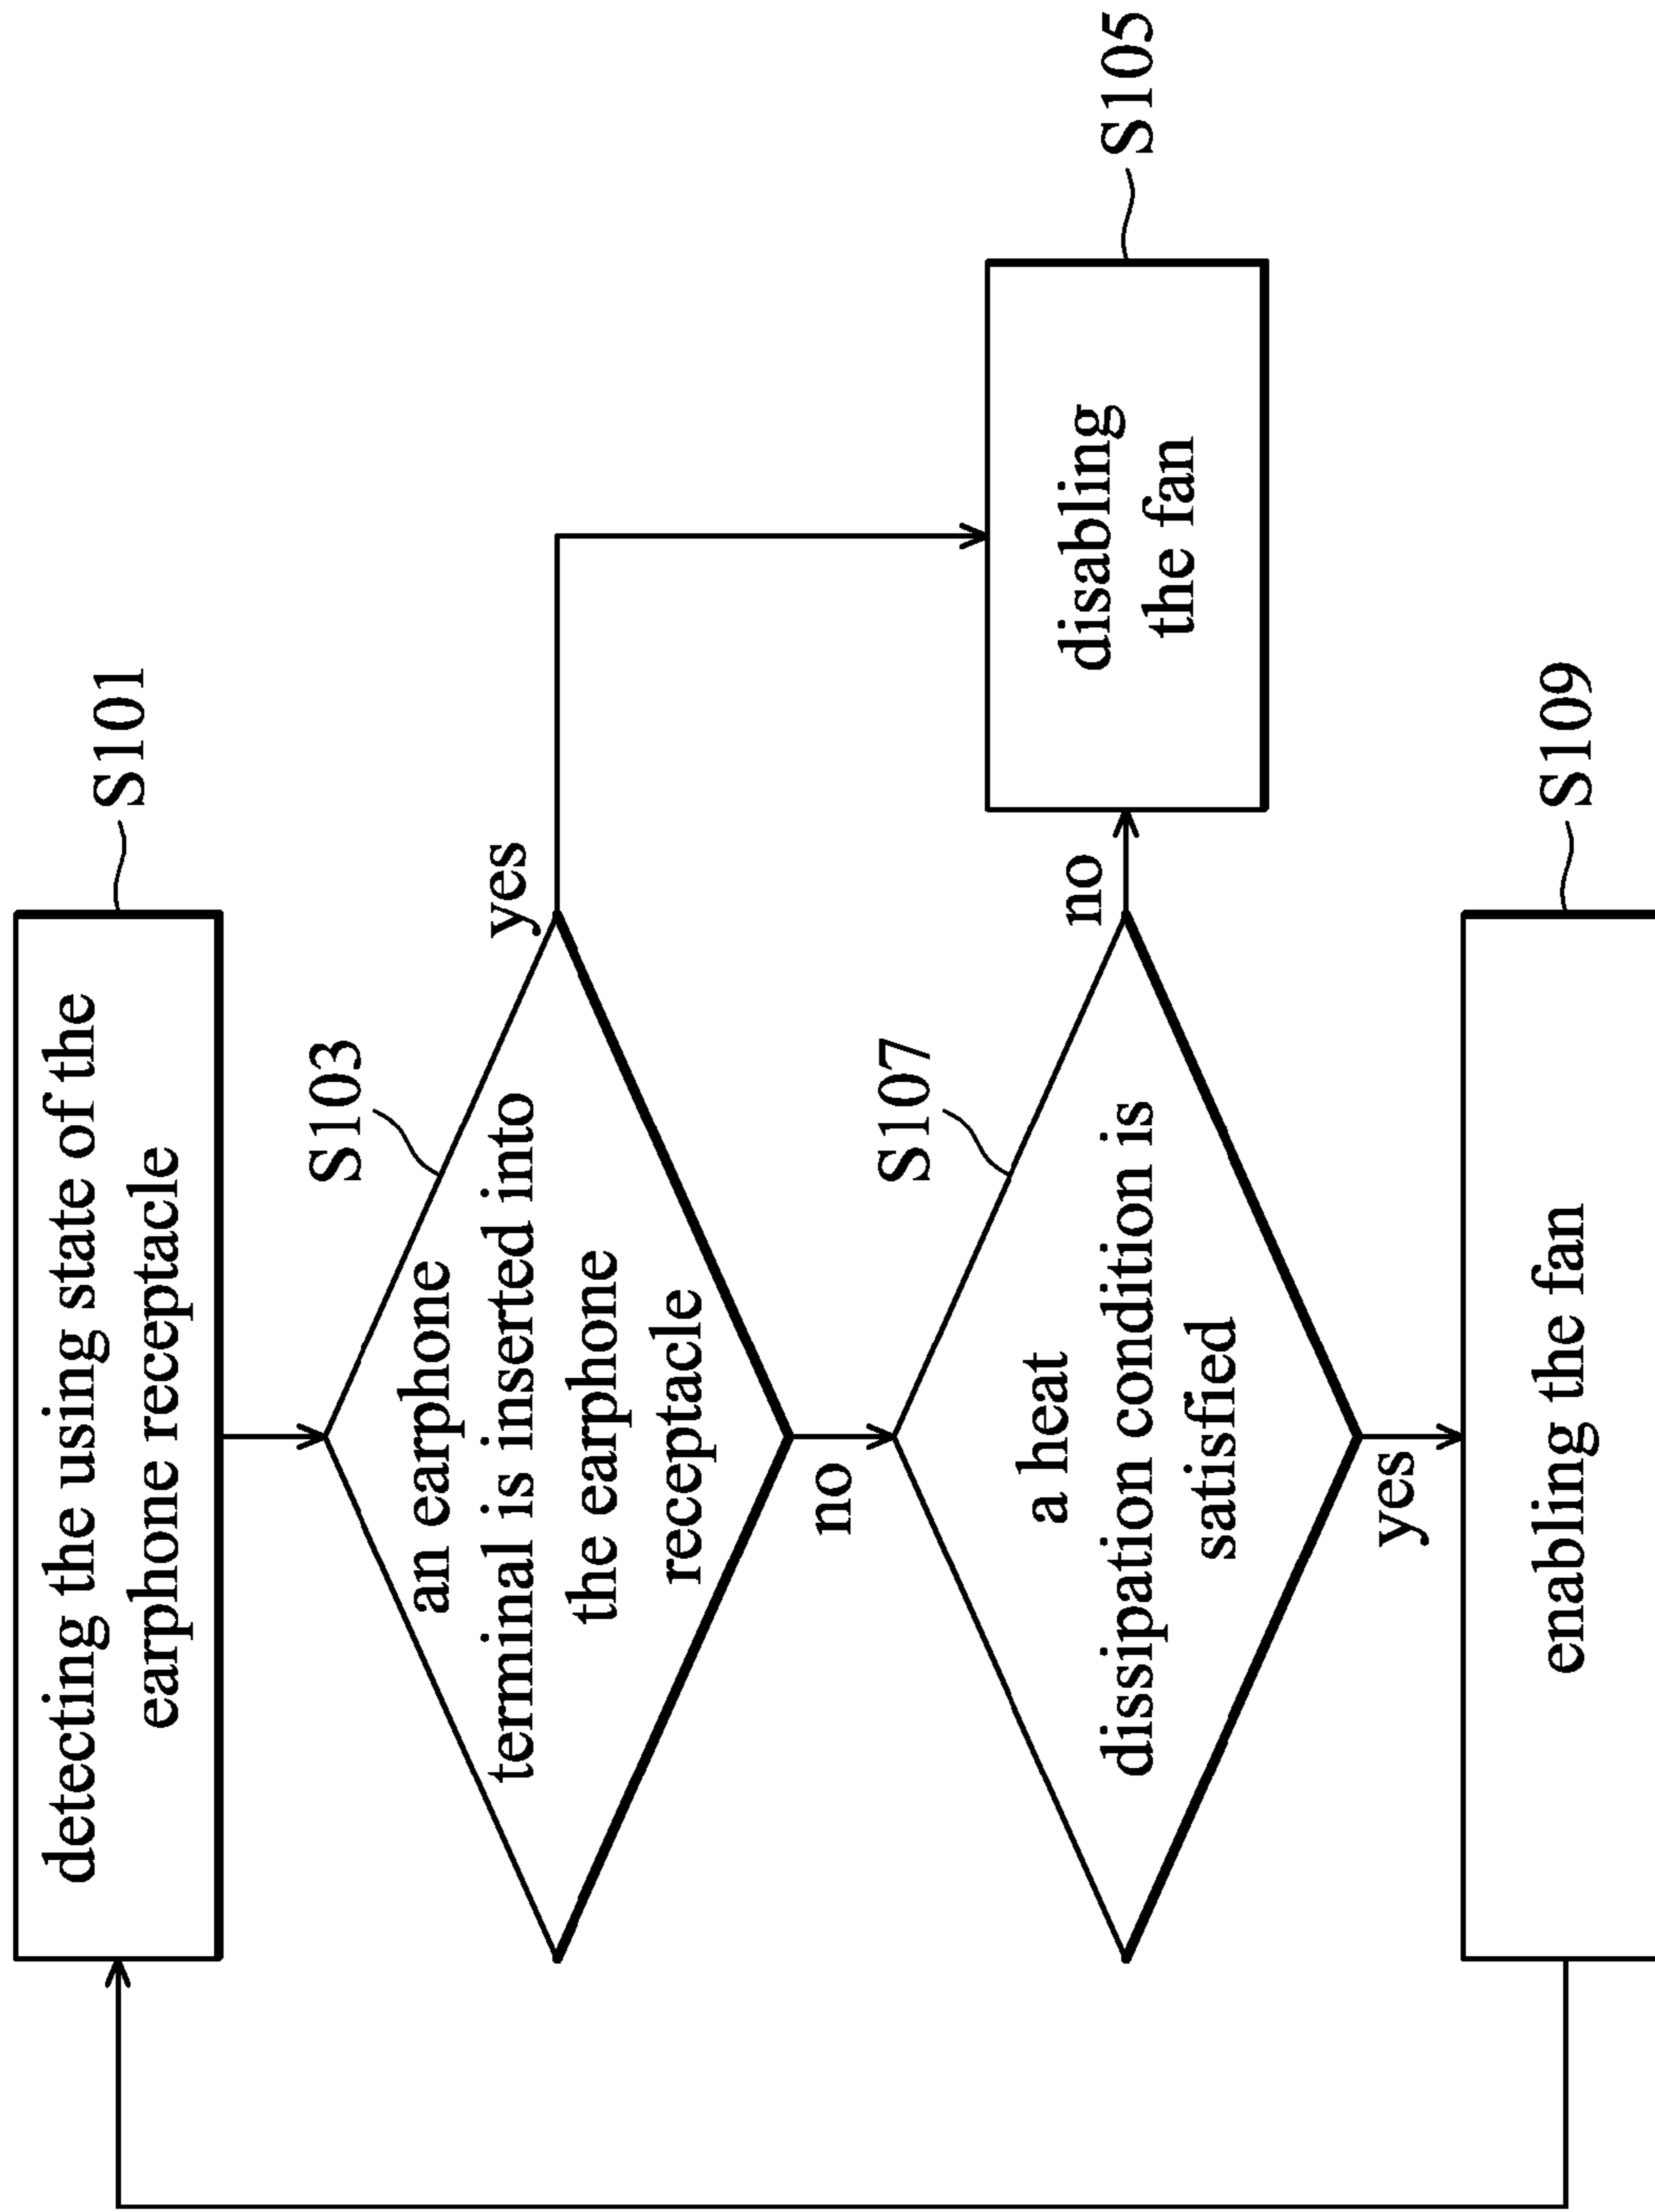 detecting the using state of the
earphone receptacle
S101
S103
an earphone
terminal is inserted into
the earphone
receptacle
yes
no
S107
a heat
dissipation condition is
satisfied
no
disabling
the fan
S105
yes
enabling the fan
S109